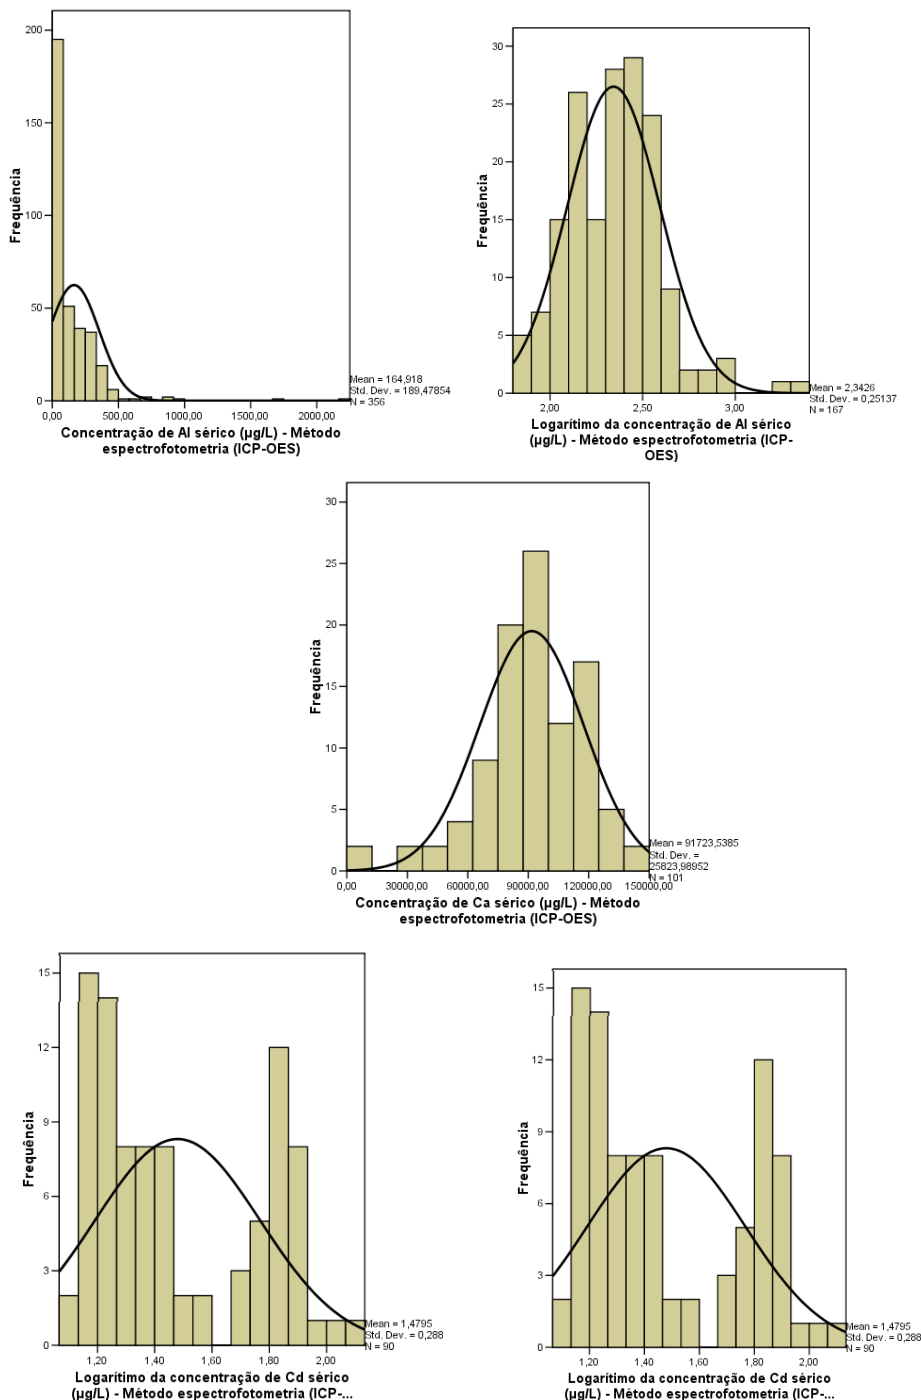 200
150
100
50
0
Frequência
0,00 500,00 1000,00 1500,00 2000,00
Mean = 164,918
Std. Dev. = 189,47854
N = 356
Concentração de Al sérico (µg/L) - Método
espectrofotometria (ICP-OES)
30
25
20
15
10
5
0
Frequência
2,00 2,50 3,00
Mean = 2,3426
Std. Dev. = 0,25137
N = 167
Logarítimo da concentração de Al sérico
(µg/L) - Método espectrofotometria (ICP-
OES)
30
25
20
15
10
5
0
Frequência
0,00 30000,00 60000,00 90000,00 120000,00 150000,00
Mean = 91723,5385
Std. Dev. =
25823,98952
N = 101
Concentração de Ca sérico (µg/L) - Método
espectrofotometria (ICP-OES)
15
12
9
6
3
0
Frequência
1,20 1,40 1,60 1,80 2,00
Mean = 1,4795
Std. Dev. = 0,288
N = 90
Logarítimo da concentração de Cd sérico
(µg/L) - Método espectrofotometria (ICP-...
15
12
9
6
3
0
Frequência
1,20 1,40 1,60 1,80 2,00
Mean = 1,4795
Std. Dev. = 0,288
N = 90
Logarítimo da concentração de Cd sérico
(µg/L) - Método espectrofotometria (ICP-...